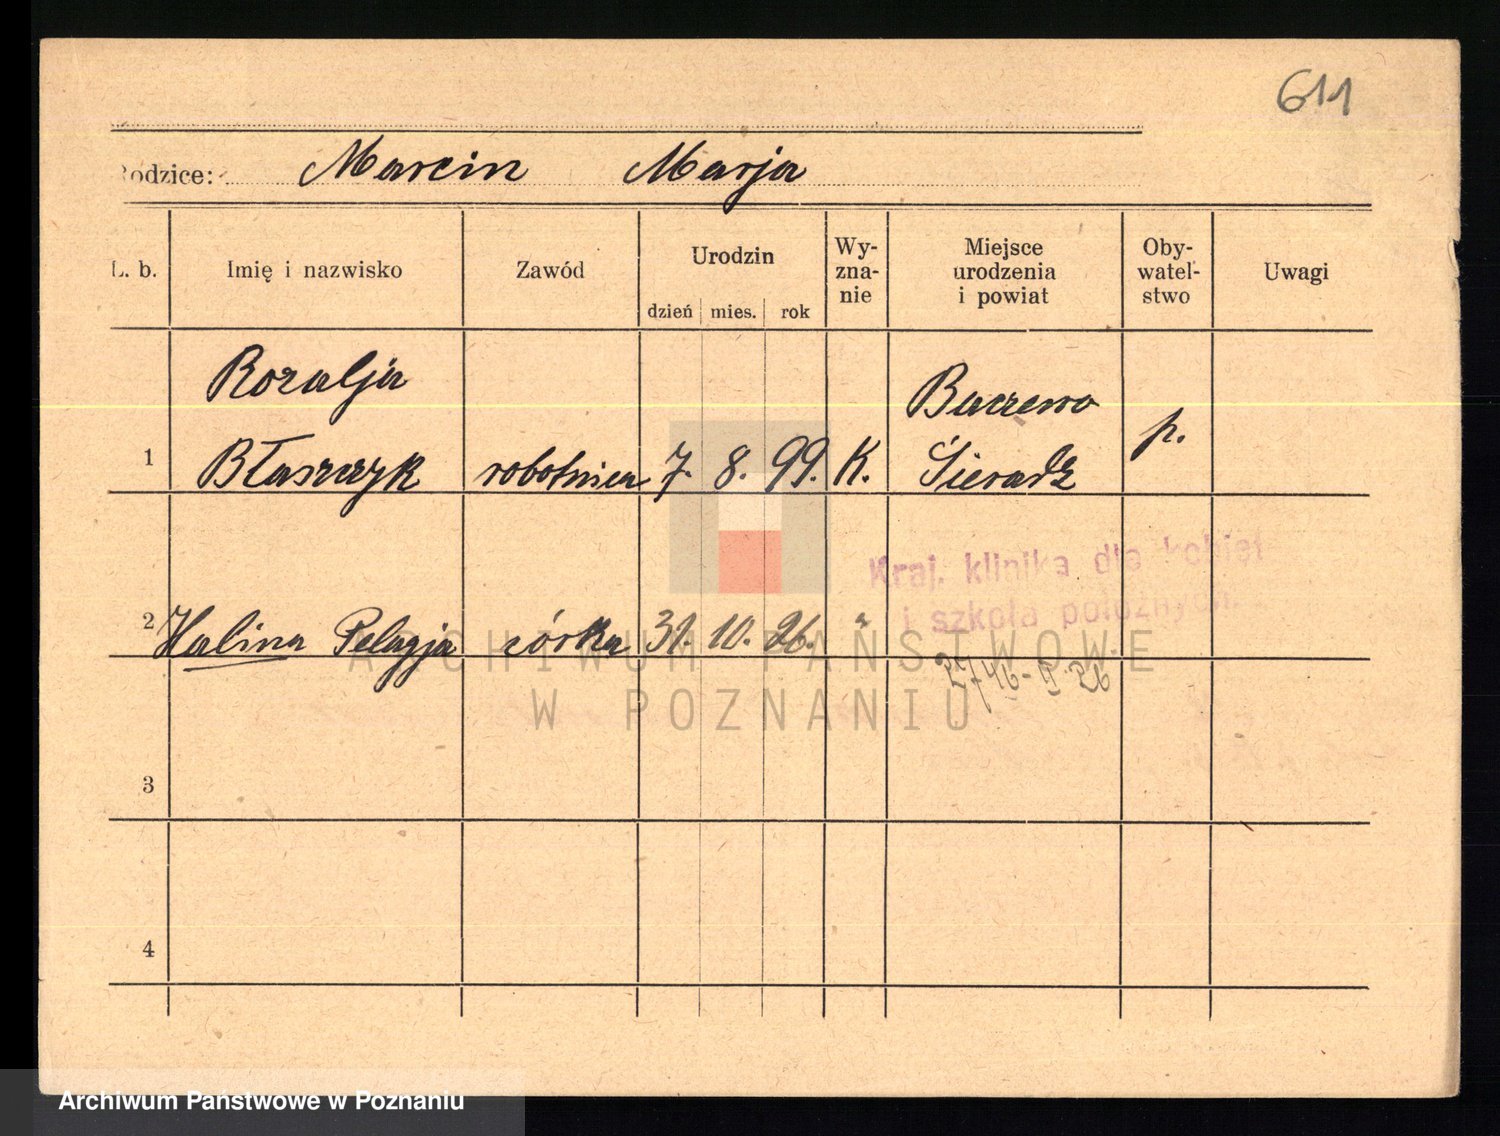 611
Rodzice: Marcin Marja
L. b.
Imię i nazwisko
Zawód
Urodzin
dzień mies. rok
Wy-
zna-
nie
Miejsce
urodzenia
i powiat
Oby-
watel-
stwo
Uwagi
Rozalja
1 Błaszczyk robotnica 7. 8. 99. K.
Sieradz
p.
Kraj. klinika dla kobiet
i szkoła położnych.
2 Halina Pelagja córka 31. 10. 26. "
3
4
ARCHIWUM PAŃSTWOWE
W POZNANIU
Archiwum Państwowe w Poznaniu